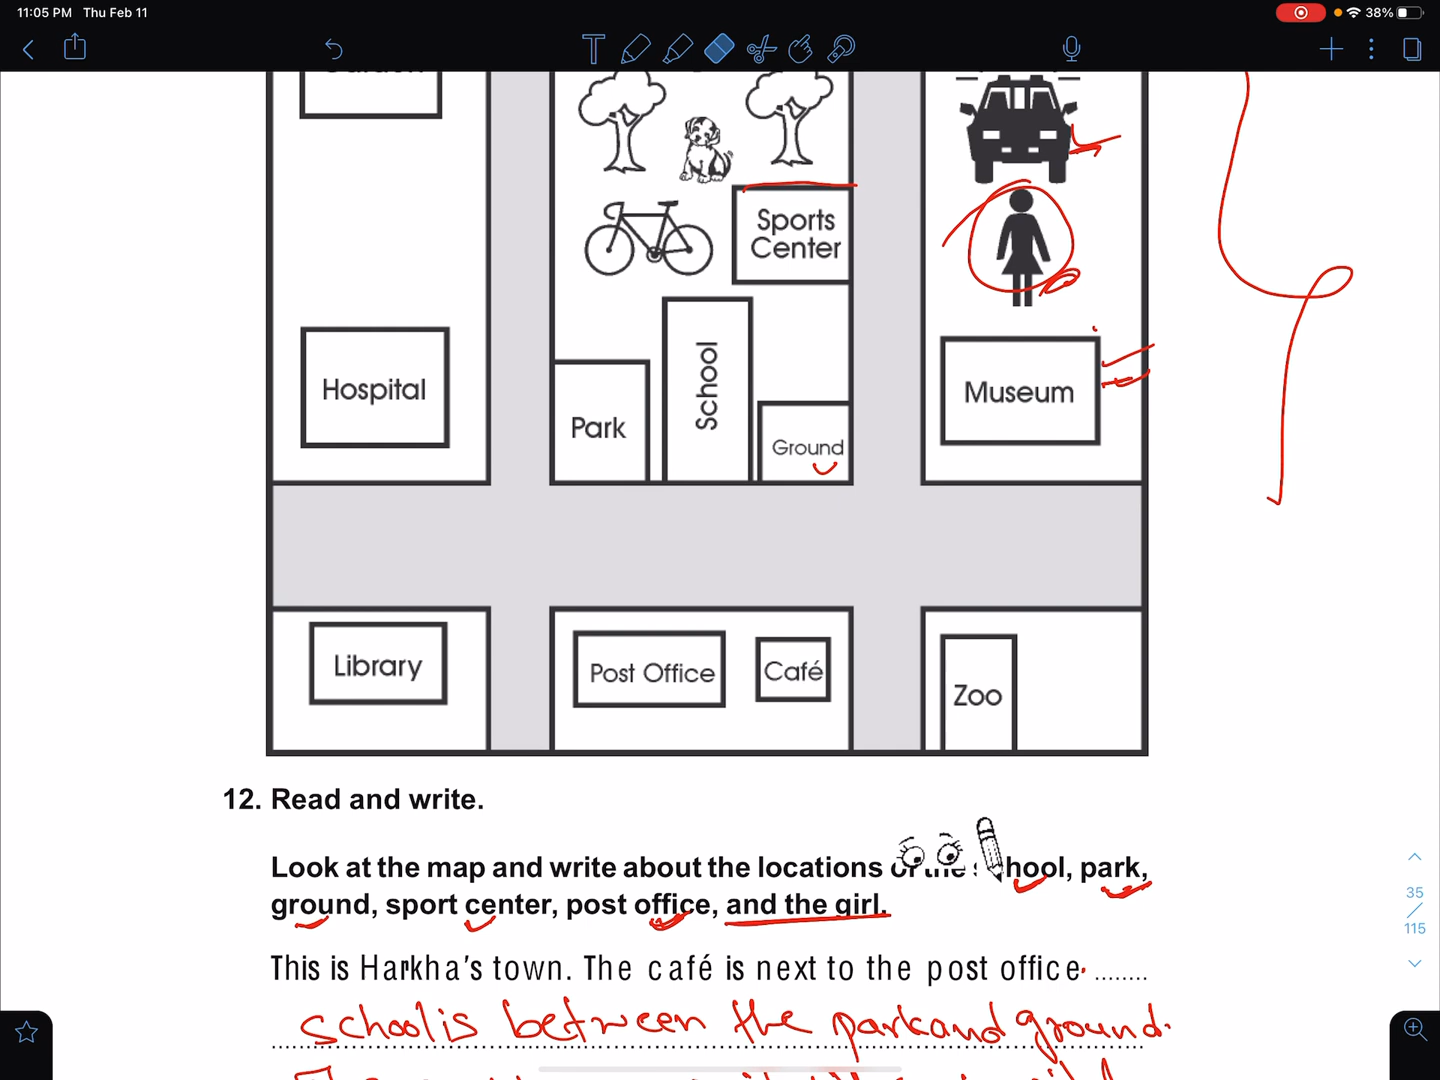 11:05 PM Thu Feb 11
38%
Sports
Center
Hospital
School
Park
Ground
Museum
Library
Post Office
Café
Zoo
12. Read and write.
Look at the map and write about the locations of the school, park,
ground, sport center, post office, and the girl.
35
115
This is Harkha's town. The café is next to the post office.........
school is between the park and ground.